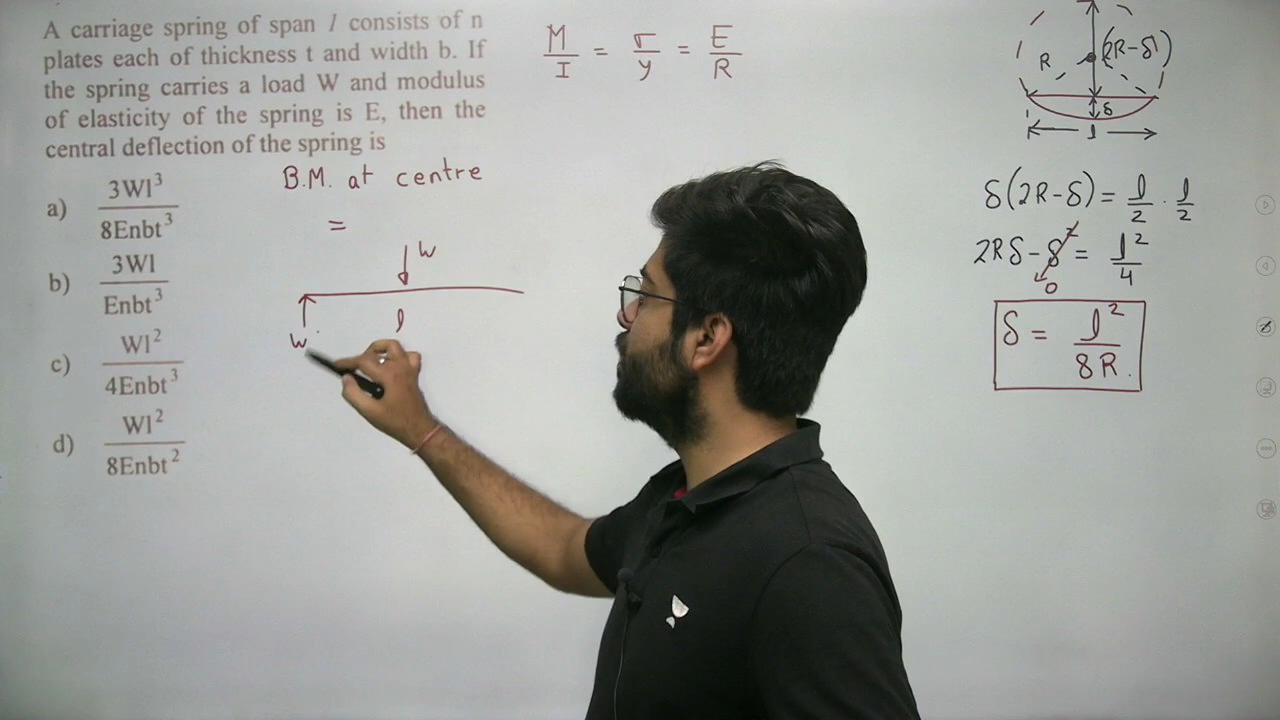 A carriage spring of span l consists of n
plates each of thickness t and width b. If
the spring carries a load W and modulus
of elasticity of the spring is E, then the
central deflection of the spring is
a) 3Wl³ / 8Enbt³
b) 3Wl / Enbt³
c) Wl² / 4Enbt³
d) Wl² / 8Enbt²
M/I = σ/y = E/R
B.M. at centre
=
W
l
W
R
(2R-δ)
δ
l
δ(2R-δ) = l/2 . l/2
2Rδ - δ² = l²/4
0
δ = l²/8R.